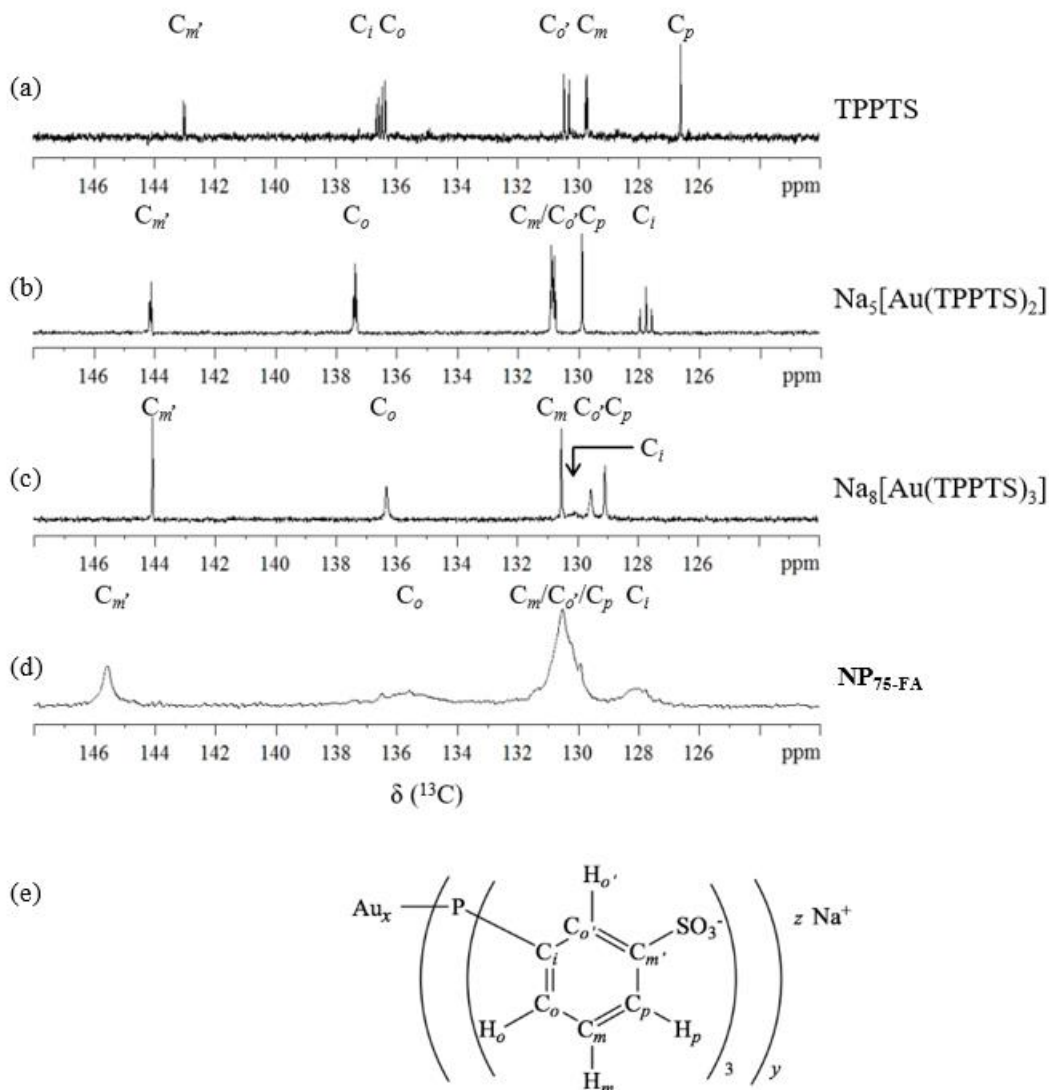 Cm' Ci Co Co' Cm Cp
(a) TPPTS
146 144 142 140 138 136 134 132 130 128 126 ppm
Cm' Co Cm/Co' Cp Ci
(b) Na5[Au(TPPTS)2]
146 144 142 140 138 136 134 132 130 128 126 ppm
Cm' Co Cm Co' Cp
Ci
(c) Na8[Au(TPPTS)3]
146 144 142 140 138 136 134 132 130 128 126 ppm
Cm' Co Cm/Co'/Cp Ci
(d) NP75-FA
146 144 142 140 138 136 134 132 130 128 126 ppm
δ (13C)
(e)
Ho'
Aux P z Na+
Co' SO3-
Ci Cm'
Co Cp
Ho Cm Hp
3 y
Hm